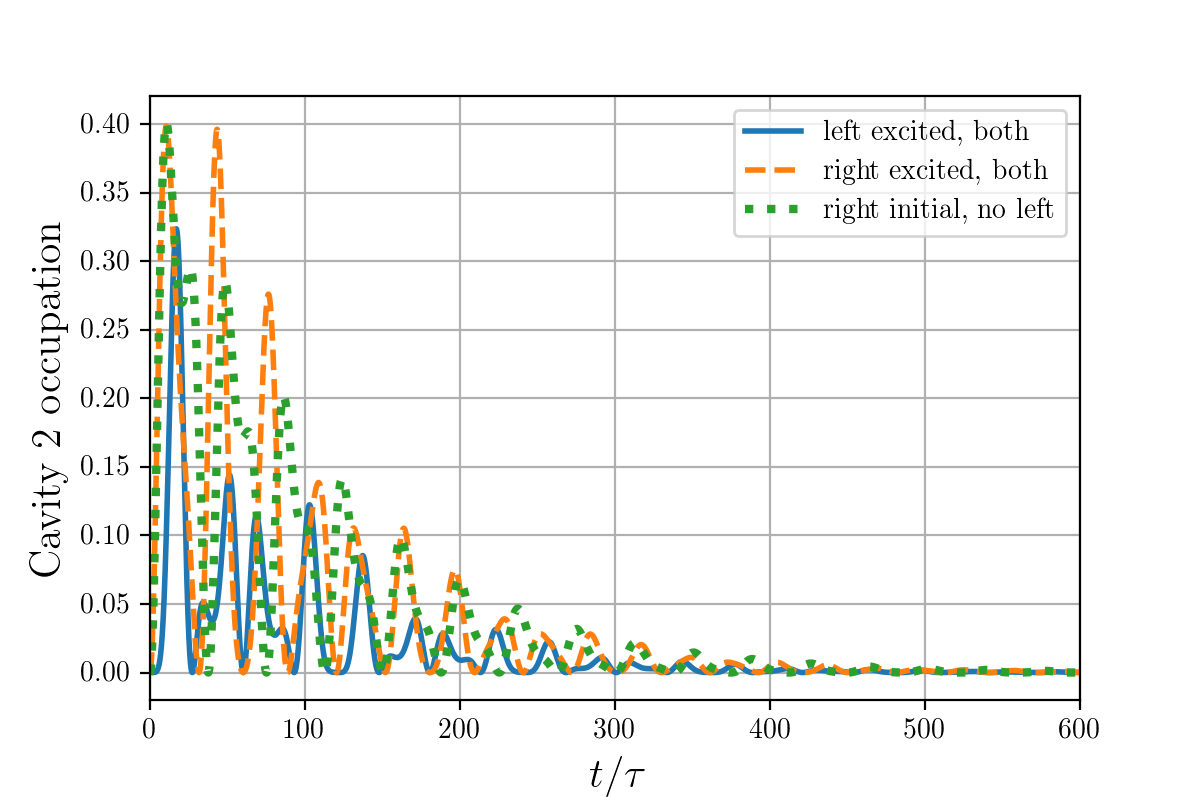 left excited, both
right excited, both
right initial, no left
Cavity 2 occupation
0.40
0.35
0.30
0.25
0.20
0.15
0.10
0.05
0.00
0 100 200 300 400 500 600
t/τ